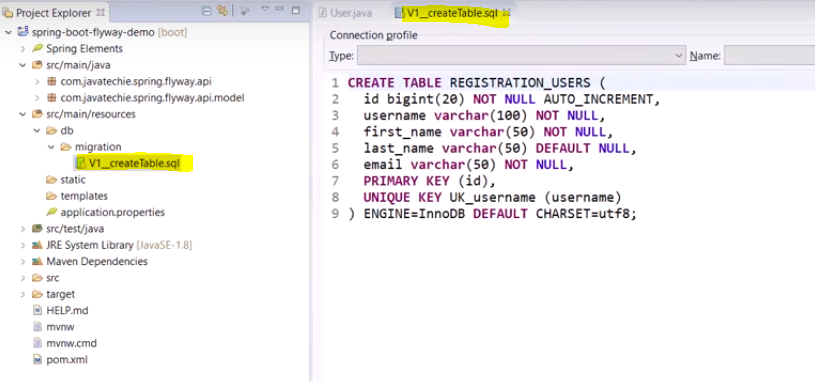 Project Explorer
spring-boot-flyway-demo [boot]
Spring Elements
src/main/java
com.javatechie.spring.flyway.api
com.javatechie.spring.flyway.api.model
src/main/resources
db
migration
V1__createTable.sql
static
templates
application.properties
src/test/java
JRE System Library [JavaSE-1.8]
Maven Dependencies
src
target
HELP.md
mvnw
mvnw.cmd
pom.xml
User.java
V1__createTable.sql
Connection profile
Type:
Name:
1 CREATE TABLE REGISTRATION_USERS (
2 id bigint(20) NOT NULL AUTO_INCREMENT,
3 username varchar(100) NOT NULL,
4 first_name varchar(50) NOT NULL,
5 last_name varchar(50) DEFAULT NULL,
6 email varchar(50) NOT NULL,
7 PRIMARY KEY (id),
8 UNIQUE KEY UK_username (username)
9 ) ENGINE=InnoDB DEFAULT CHARSET=utf8;